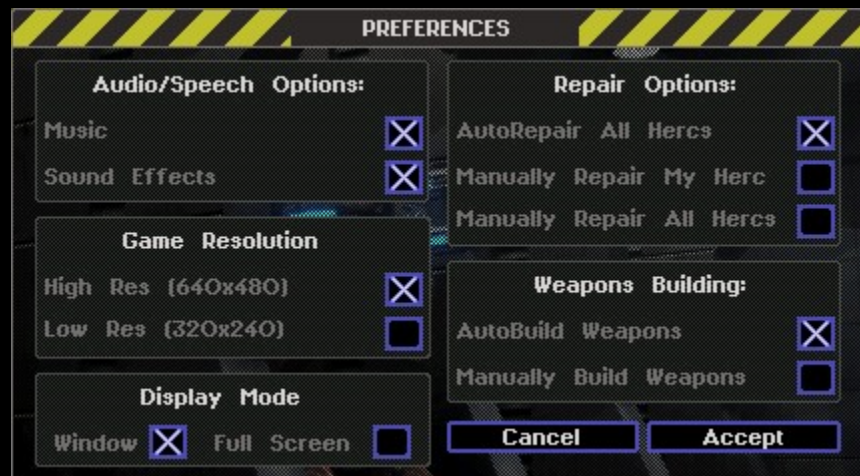 PREFERENCES
Audio/Speech Options:
Music
Sound Effects
Game Resolution
High Res (640x480)
Low Res (320x240)
Display Mode
Window Full Screen
Repair Options:
AutoRepair All Hercs
Manually Repair My Herc
Manually Repair All Hercs
Weapons Building:
AutoBuild Weapons
Manually Build Weapons
Cancel Accept